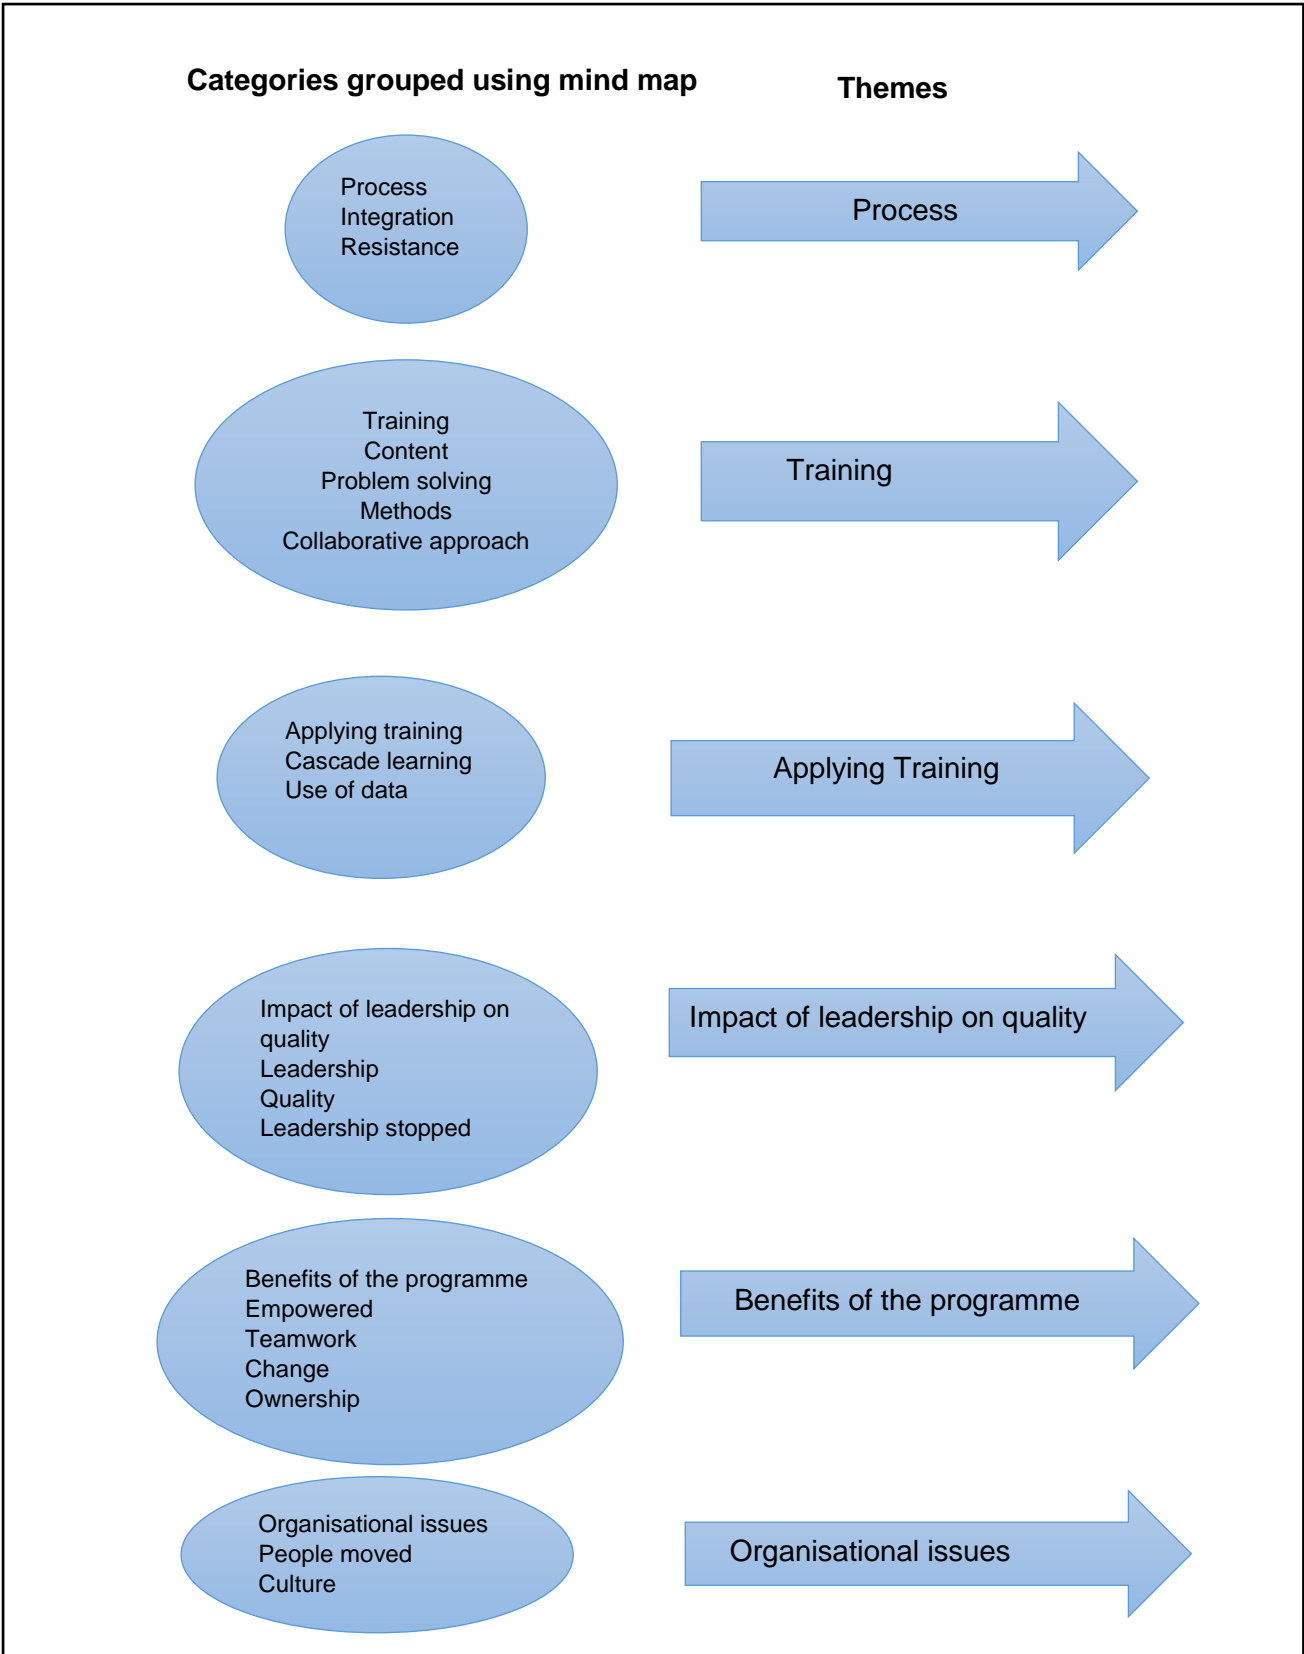 Categories grouped using mind map
Themes
Process
Integration
Resistance
Process
Training
Content
Problem solving
Methods
Collaborative approach
Training
Applying training
Cascade learning
Use of data
Applying Training
Impact of leadership on
quality
Leadership
Quality
Leadership stopped
Impact of leadership on quality
Benefits of the programme
Empowered
Teamwork
Change
Ownership
Benefits of the programme
Organisational issues
People moved
Culture
Organisational issues